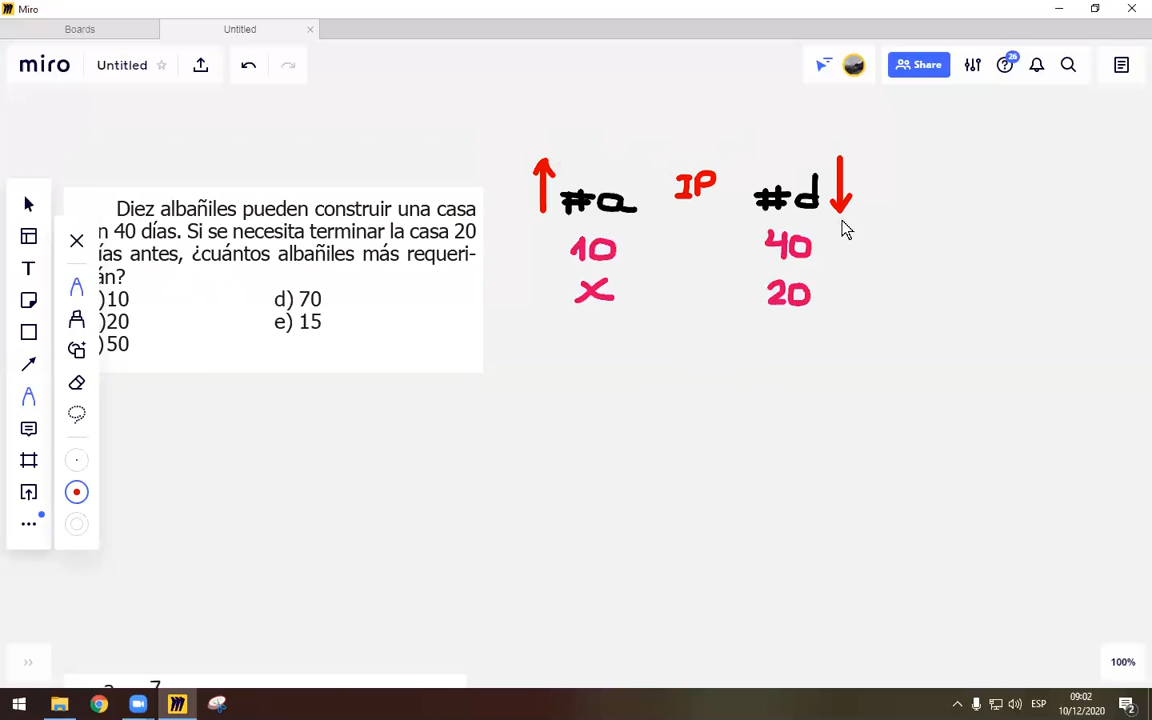 Miro
Boards
Untitled
miro
Untitled
Share
26
#a IP #d
10 40
x 20
Diez albañiles pueden construir una casa
n 40 días. Si se necesita terminar la casa 20
ías antes, ¿cuántos albañiles más requeri-
án?
)10 d) 70
)20 e) 15
)50
T
100%
ESP
09:02
10/12/2020
2